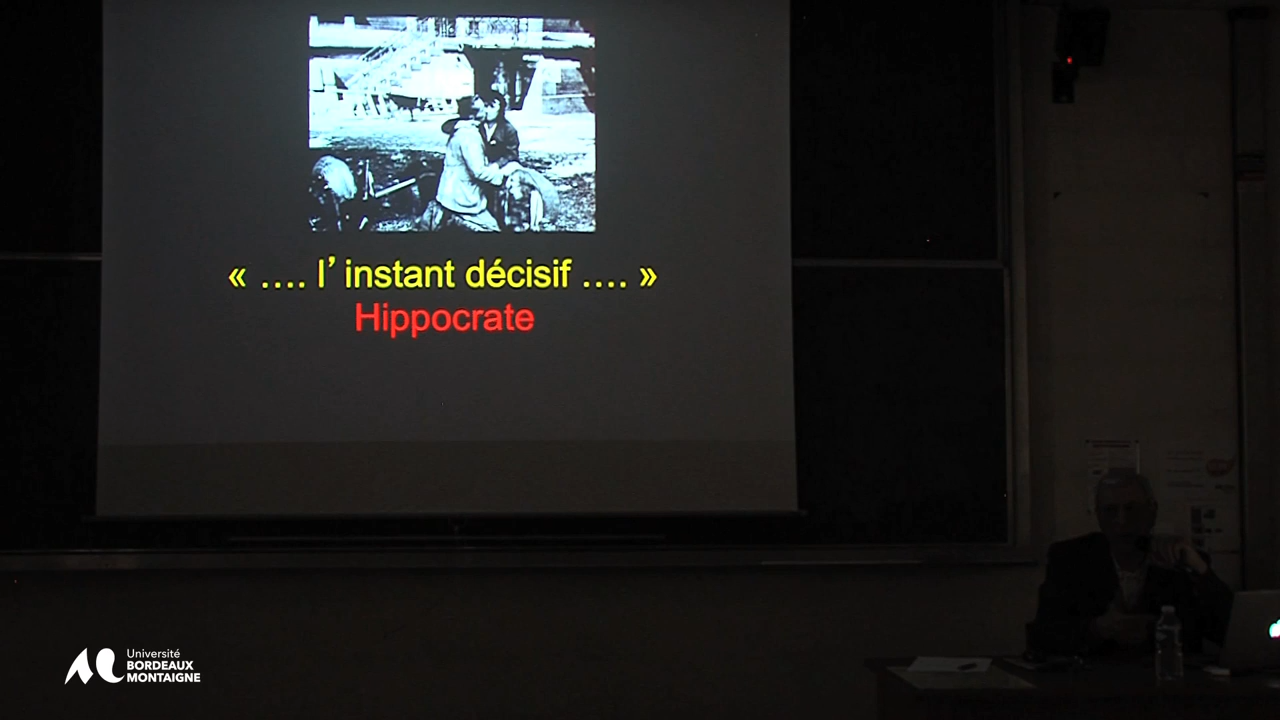 « .... l’instant décisif .... »
Hippocrate
Université
BORDEAUX
MONTAIGNE